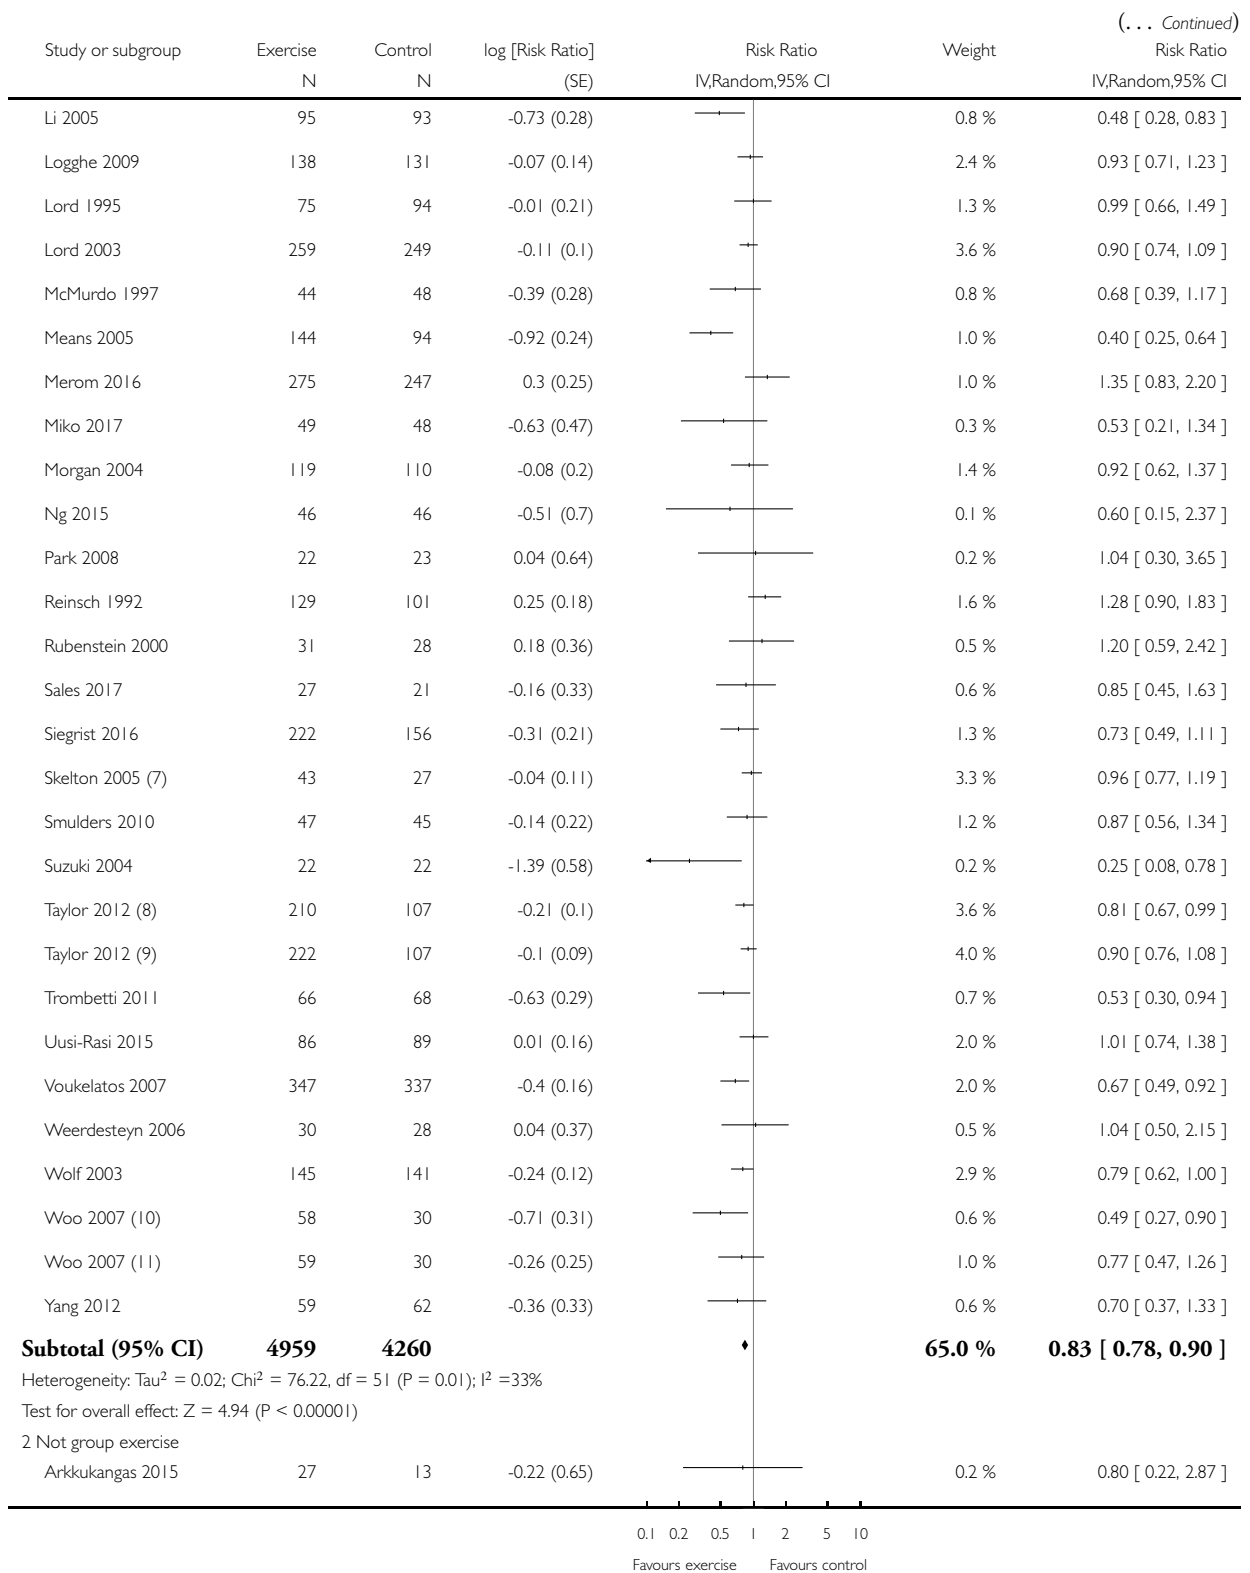 (... Continued)
Study or subgroup Exercise Control log [Risk Ratio] Risk Ratio Weight Risk Ratio
N N (SE) IV,Random,95% CI IV,Random,95% CI
Li 2005 95 93 -0.73 (0.28) 0.8 % 0.48 [ 0.28, 0.83 ]
Logghe 2009 138 131 -0.07 (0.14) 2.4 % 0.93 [ 0.71, 1.23 ]
Lord 1995 75 94 -0.01 (0.21) 1.3 % 0.99 [ 0.66, 1.49 ]
Lord 2003 259 249 -0.11 (0.1) 3.6 % 0.90 [ 0.74, 1.09 ]
McMurdo 1997 44 48 -0.39 (0.28) 0.8 % 0.68 [ 0.39, 1.17 ]
Means 2005 144 94 -0.92 (0.24) 1.0 % 0.40 [ 0.25, 0.64 ]
Merom 2016 275 247 0.3 (0.25) 1.0 % 1.35 [ 0.83, 2.20 ]
Miko 2017 49 48 -0.63 (0.47) 0.3 % 0.53 [ 0.21, 1.34 ]
Morgan 2004 119 110 -0.08 (0.2) 1.4 % 0.92 [ 0.62, 1.37 ]
Ng 2015 46 46 -0.51 (0.7) 0.1 % 0.60 [ 0.15, 2.37 ]
Park 2008 22 23 0.04 (0.64) 0.2 % 1.04 [ 0.30, 3.65 ]
Reinsch 1992 129 101 0.25 (0.18) 1.6 % 1.28 [ 0.90, 1.83 ]
Rubenstein 2000 31 28 0.18 (0.36) 0.5 % 1.20 [ 0.59, 2.42 ]
Sales 2017 27 21 -0.16 (0.33) 0.6 % 0.85 [ 0.45, 1.63 ]
Siegrist 2016 222 156 -0.31 (0.21) 1.3 % 0.73 [ 0.49, 1.11 ]
Skelton 2005 (7) 43 27 -0.04 (0.11) 3.3 % 0.96 [ 0.77, 1.19 ]
Smulders 2010 47 45 -0.14 (0.22) 1.2 % 0.87 [ 0.56, 1.34 ]
Suzuki 2004 22 22 -1.39 (0.58) 0.2 % 0.25 [ 0.08, 0.78 ]
Taylor 2012 (8) 210 107 -0.21 (0.1) 3.6 % 0.81 [ 0.67, 0.99 ]
Taylor 2012 (9) 222 107 -0.1 (0.09) 4.0 % 0.90 [ 0.76, 1.08 ]
Trombetti 2011 66 68 -0.63 (0.29) 0.7 % 0.53 [ 0.30, 0.94 ]
Uusi-Rasi 2015 86 89 0.01 (0.16) 2.0 % 1.01 [ 0.74, 1.38 ]
Voukelatos 2007 347 337 -0.4 (0.16) 2.0 % 0.67 [ 0.49, 0.92 ]
Weerdesteyn 2006 30 28 0.04 (0.37) 0.5 % 1.04 [ 0.50, 2.15 ]
Wolf 2003 145 141 -0.24 (0.12) 2.9 % 0.79 [ 0.62, 1.00 ]
Woo 2007 (10) 58 30 -0.71 (0.31) 0.6 % 0.49 [ 0.27, 0.90 ]
Woo 2007 (11) 59 30 -0.26 (0.25) 1.0 % 0.77 [ 0.47, 1.26 ]
Yang 2012 59 62 -0.36 (0.33) 0.6 % 0.70 [ 0.37, 1.33 ]
Subtotal (95% CI) 4959 4260 65.0 % 0.83 [ 0.78, 0.90 ]
Heterogeneity: Tau² = 0.02; Chi² = 76.22, df = 51 (P = 0.01); I² =33%
Test for overall effect: Z = 4.94 (P < 0.00001)
2 Not group exercise
Arkkukangas 2015 27 13 -0.22 (0.65) 0.2 % 0.80 [ 0.22, 2.87 ]
0.1 0.2 0.5 1 2 5 10
Favours exercise Favours control